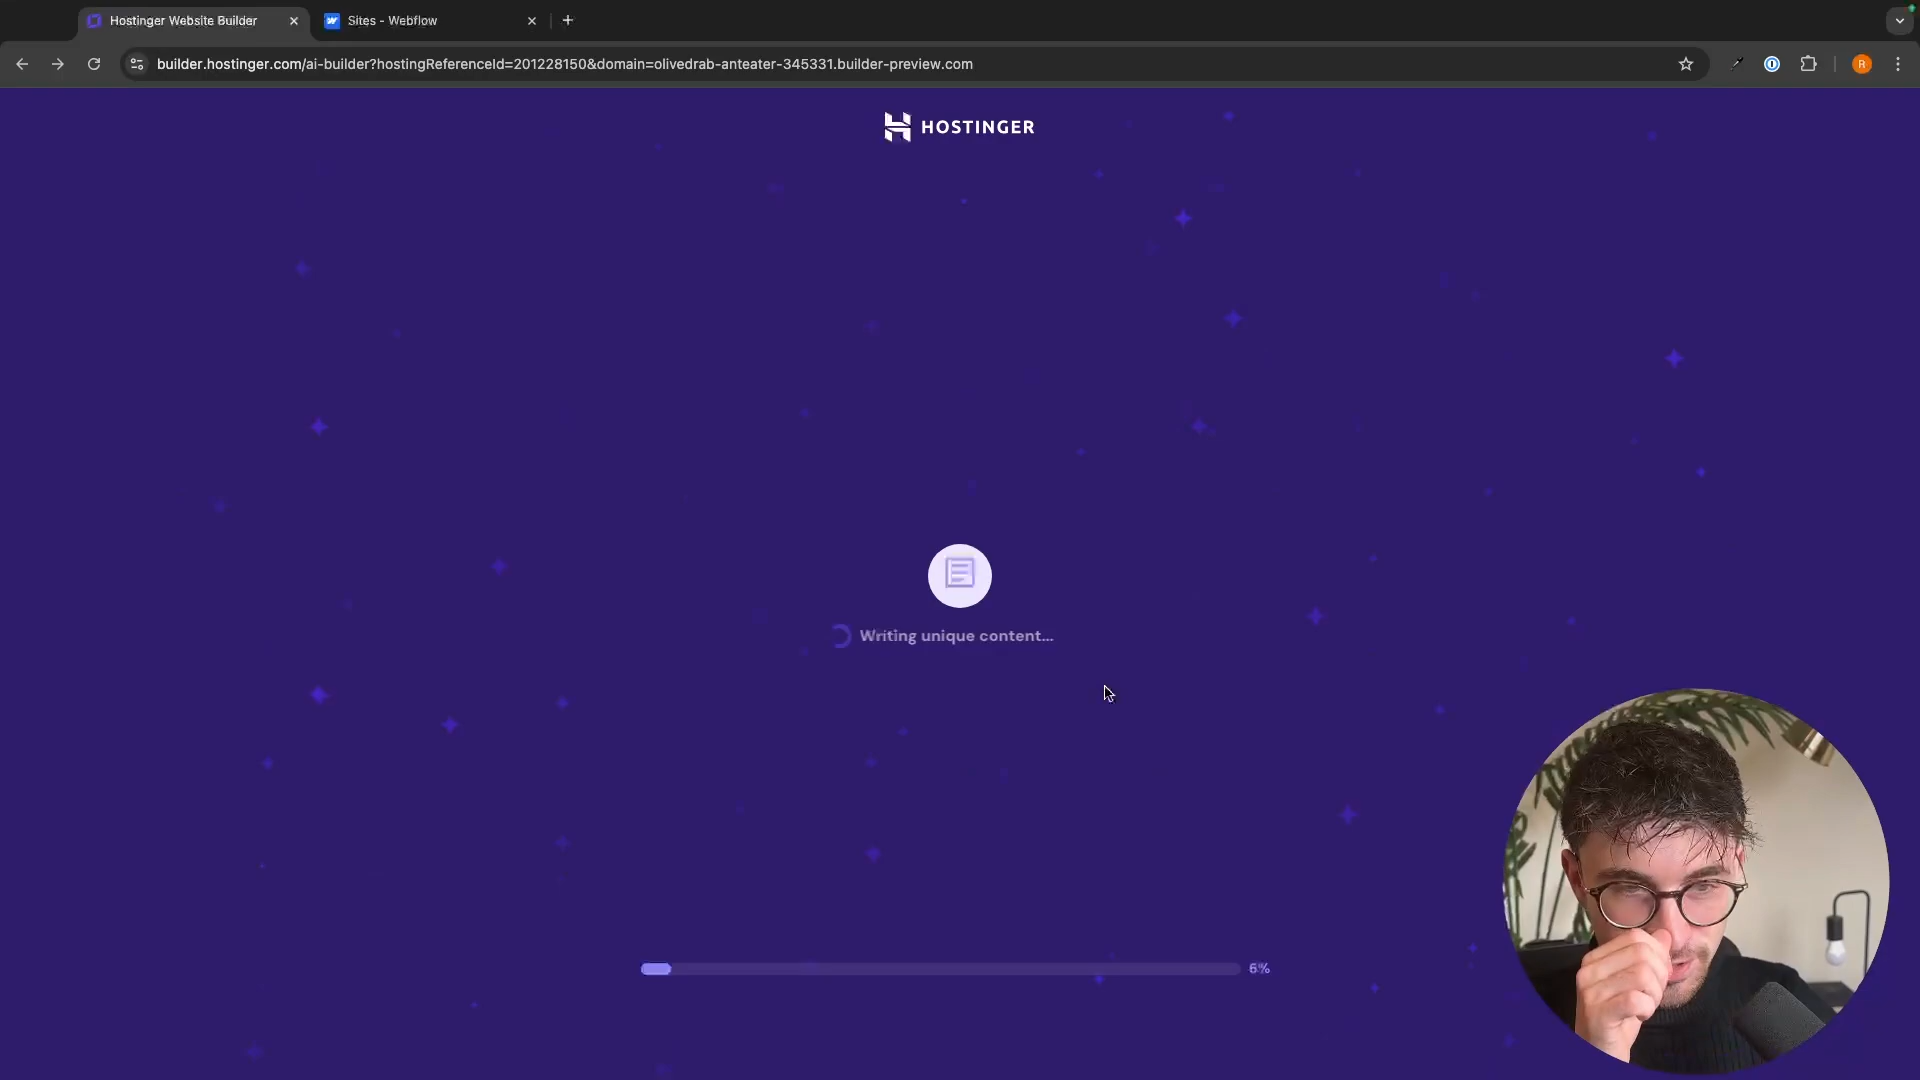 Hostinger Website Builder
Sites - Webflow
builder.hostinger.com/ai-builder?hostingReferenceId=201228150&domain=olivedrab-anteater-345331.builder-preview.com
R
HOSTINGER
Writing unique content...
6%